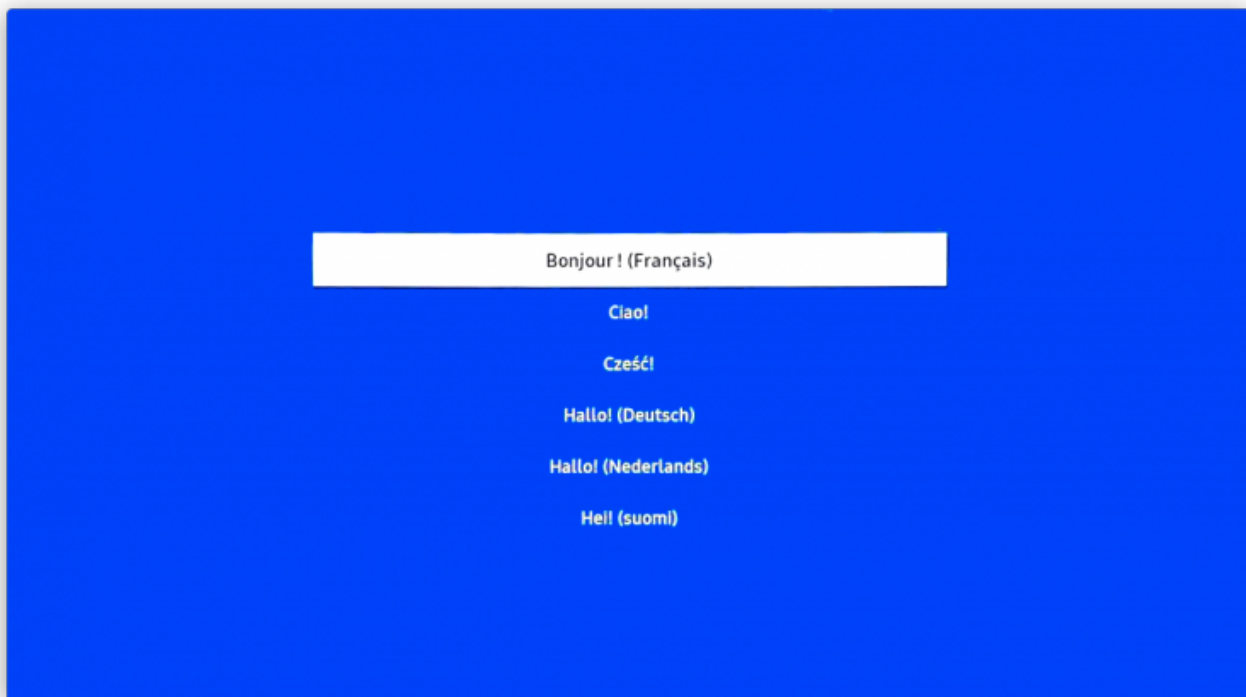 Bonjour ! (Français)
Ciao!
Cześć!
Hallo! (Deutsch)
Hallo! (Nederlands)
Hei! (suomi)